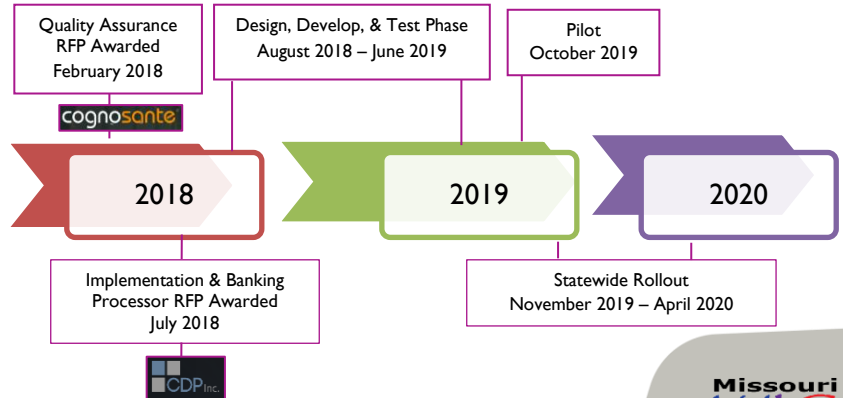 Quality Assurance
RFP Awarded
February 2018
cognosante
Design, Develop, & Test Phase
August 2018 – June 2019
Pilot
October 2019
2018
2019
2020
Implementation & Banking
Processor RFP Awarded
July 2018
CDP Inc.
Statewide Rollout
November 2019 – April 2020
Missouri